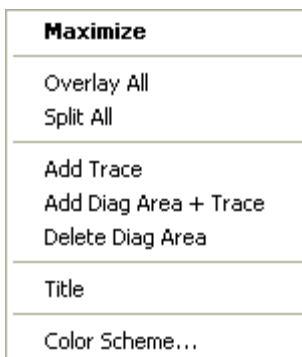 Maximize
Overlay All
Split All
Add Trace
Add Diag Area + Trace
Delete Diag Area
Title
Color Scheme...